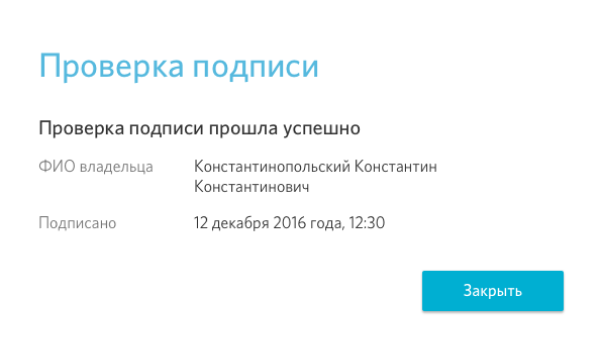 Проверка подписи
Проверка подписи прошла успешно
ФИО владельца Константинопольский Константин
Константинович
Подписано 12 декабря 2016 года, 12:30
Закрыть